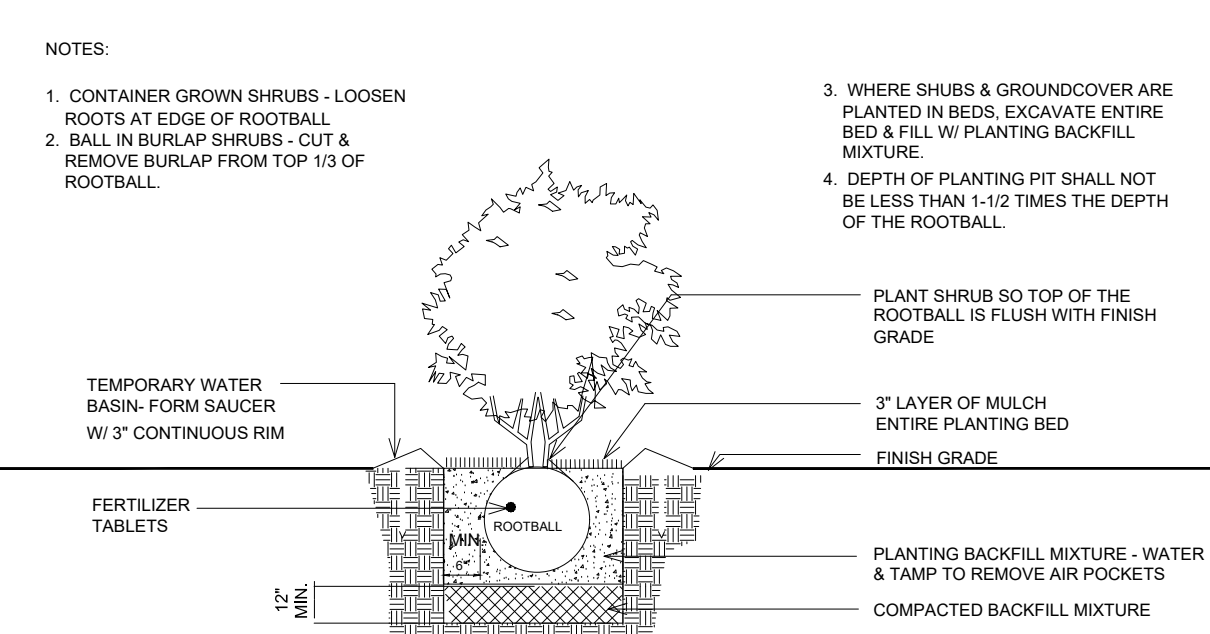 NOTES:
1. CONTAINER GROWN SHRUBS - LOOSEN
ROOTS AT EDGE OF ROOTBALL
2. BALL IN BURLAP SHRUBS - CUT &
REMOVE BURLAP FROM TOP 1/3 OF
ROOTBALL.
3. WHERE SHUBS & GROUNDCOVER ARE
PLANTED IN BEDS, EXCAVATE ENTIRE
BED & FILL W/ PLANTING BACKFILL
MIXTURE.
4. DEPTH OF PLANTING PIT SHALL NOT
BE LESS THAN 1-1/2 TIMES THE DEPTH
OF THE ROOTBALL.
PLANT SHRUB SO TOP OF THE
ROOTBALL IS FLUSH WITH FINISH
GRADE
TEMPORARY WATER
BASIN- FORM SAUCER
W/ 3" CONTINUOUS RIM
3" LAYER OF MULCH
ENTIRE PLANTING BED
FINISH GRADE
FERTILIZER
TABLETS
ROOTBALL
MIN.
6"
PLANTING BACKFILL MIXTURE - WATER
& TAMP TO REMOVE AIR POCKETS
12"
MIN.
COMPACTED BACKFILL MIXTURE